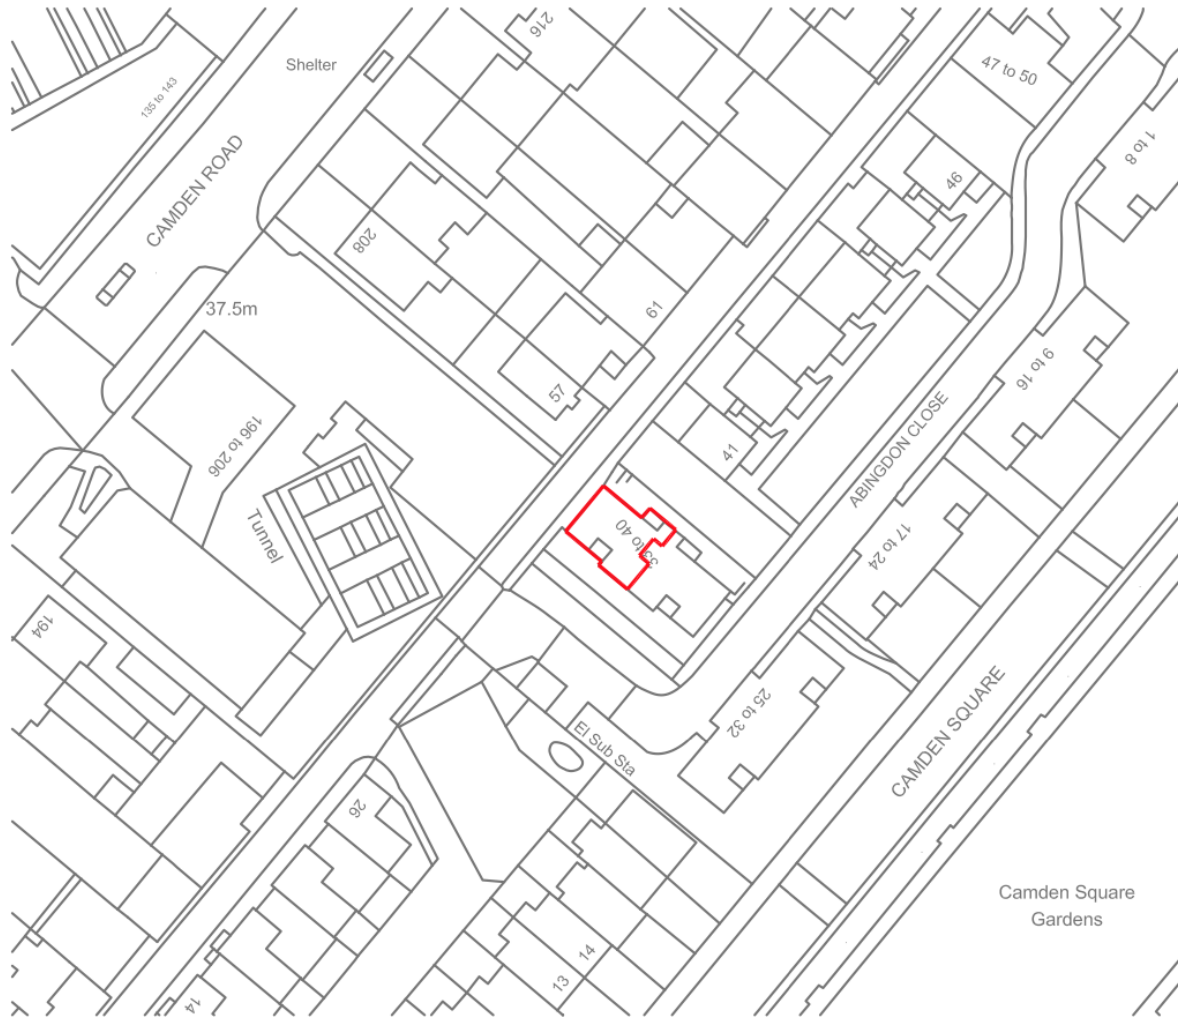 216
47 to 50
Shelter
135 to 143
1 to 8
CAMDEN ROAD
46
208
37.5m
61
9 to 16
57
196 to 206
41
ABINGDON CLOSE
Tunnel
33 to 40
17 to 24
194
25 to 32
El Sub Sta
CAMDEN SQUARE
26
Camden Square
Gardens
14
13
14